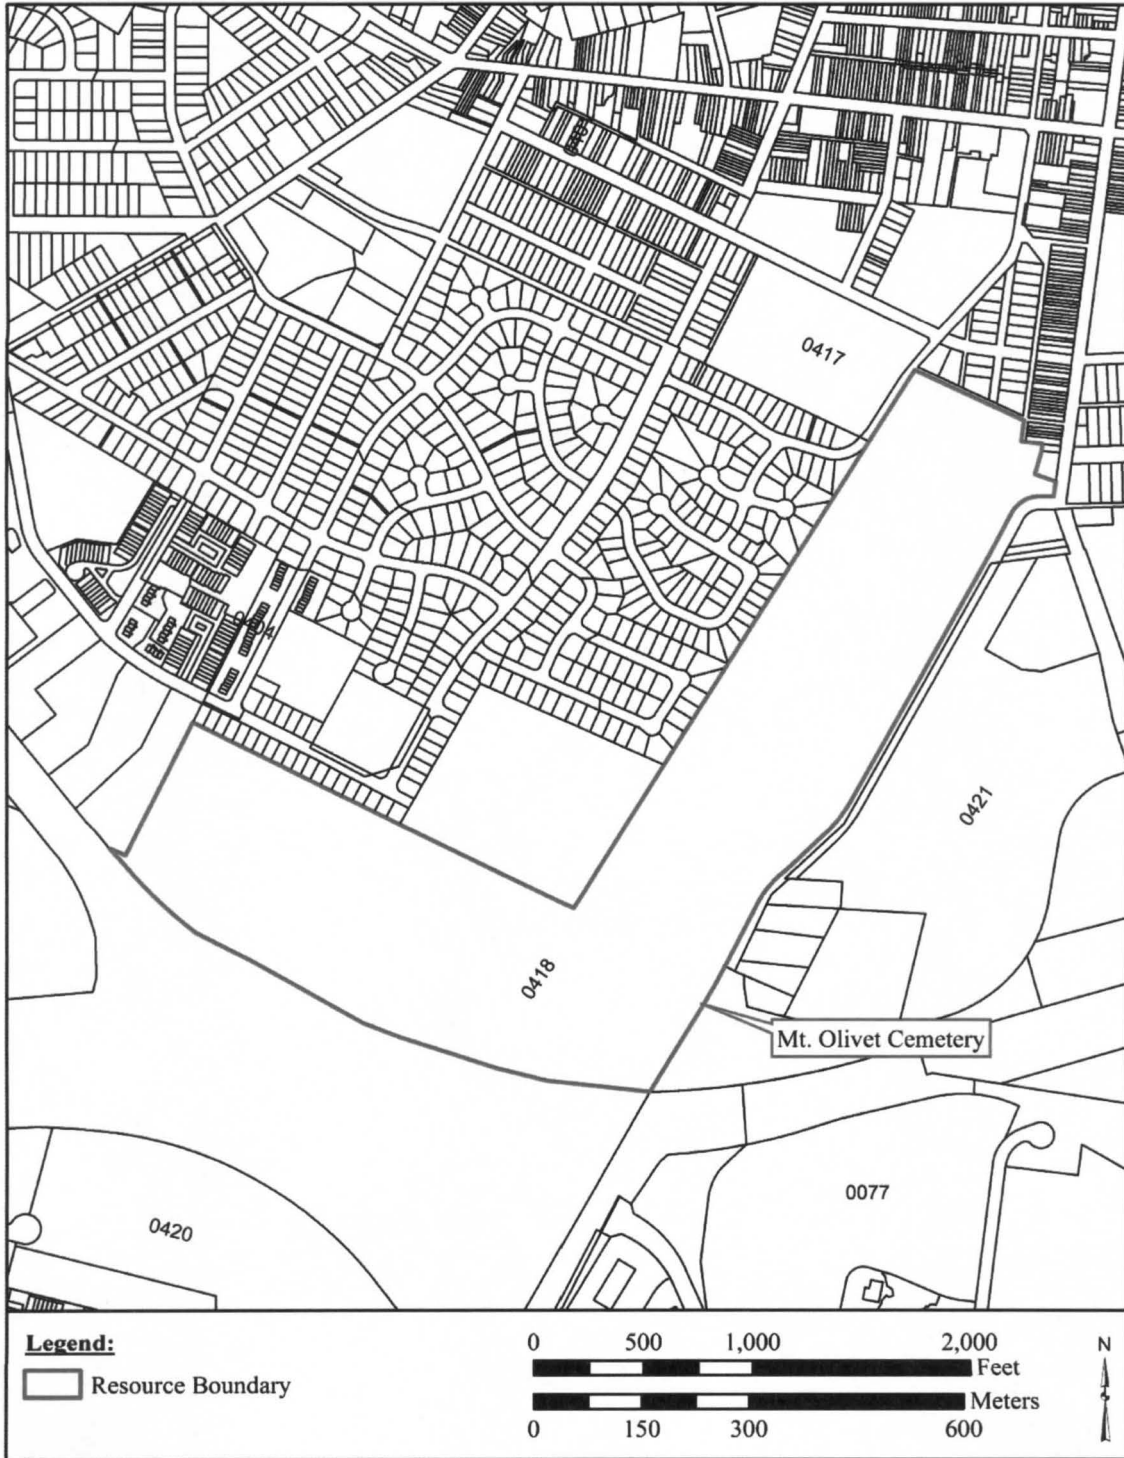 0417
0404
0421
0418
Mt. Olivet Cemetery
0077
0420
Legend:
Resource Boundary
0 500 1,000 2,000
Feet
Meters
0 150 300 600
N